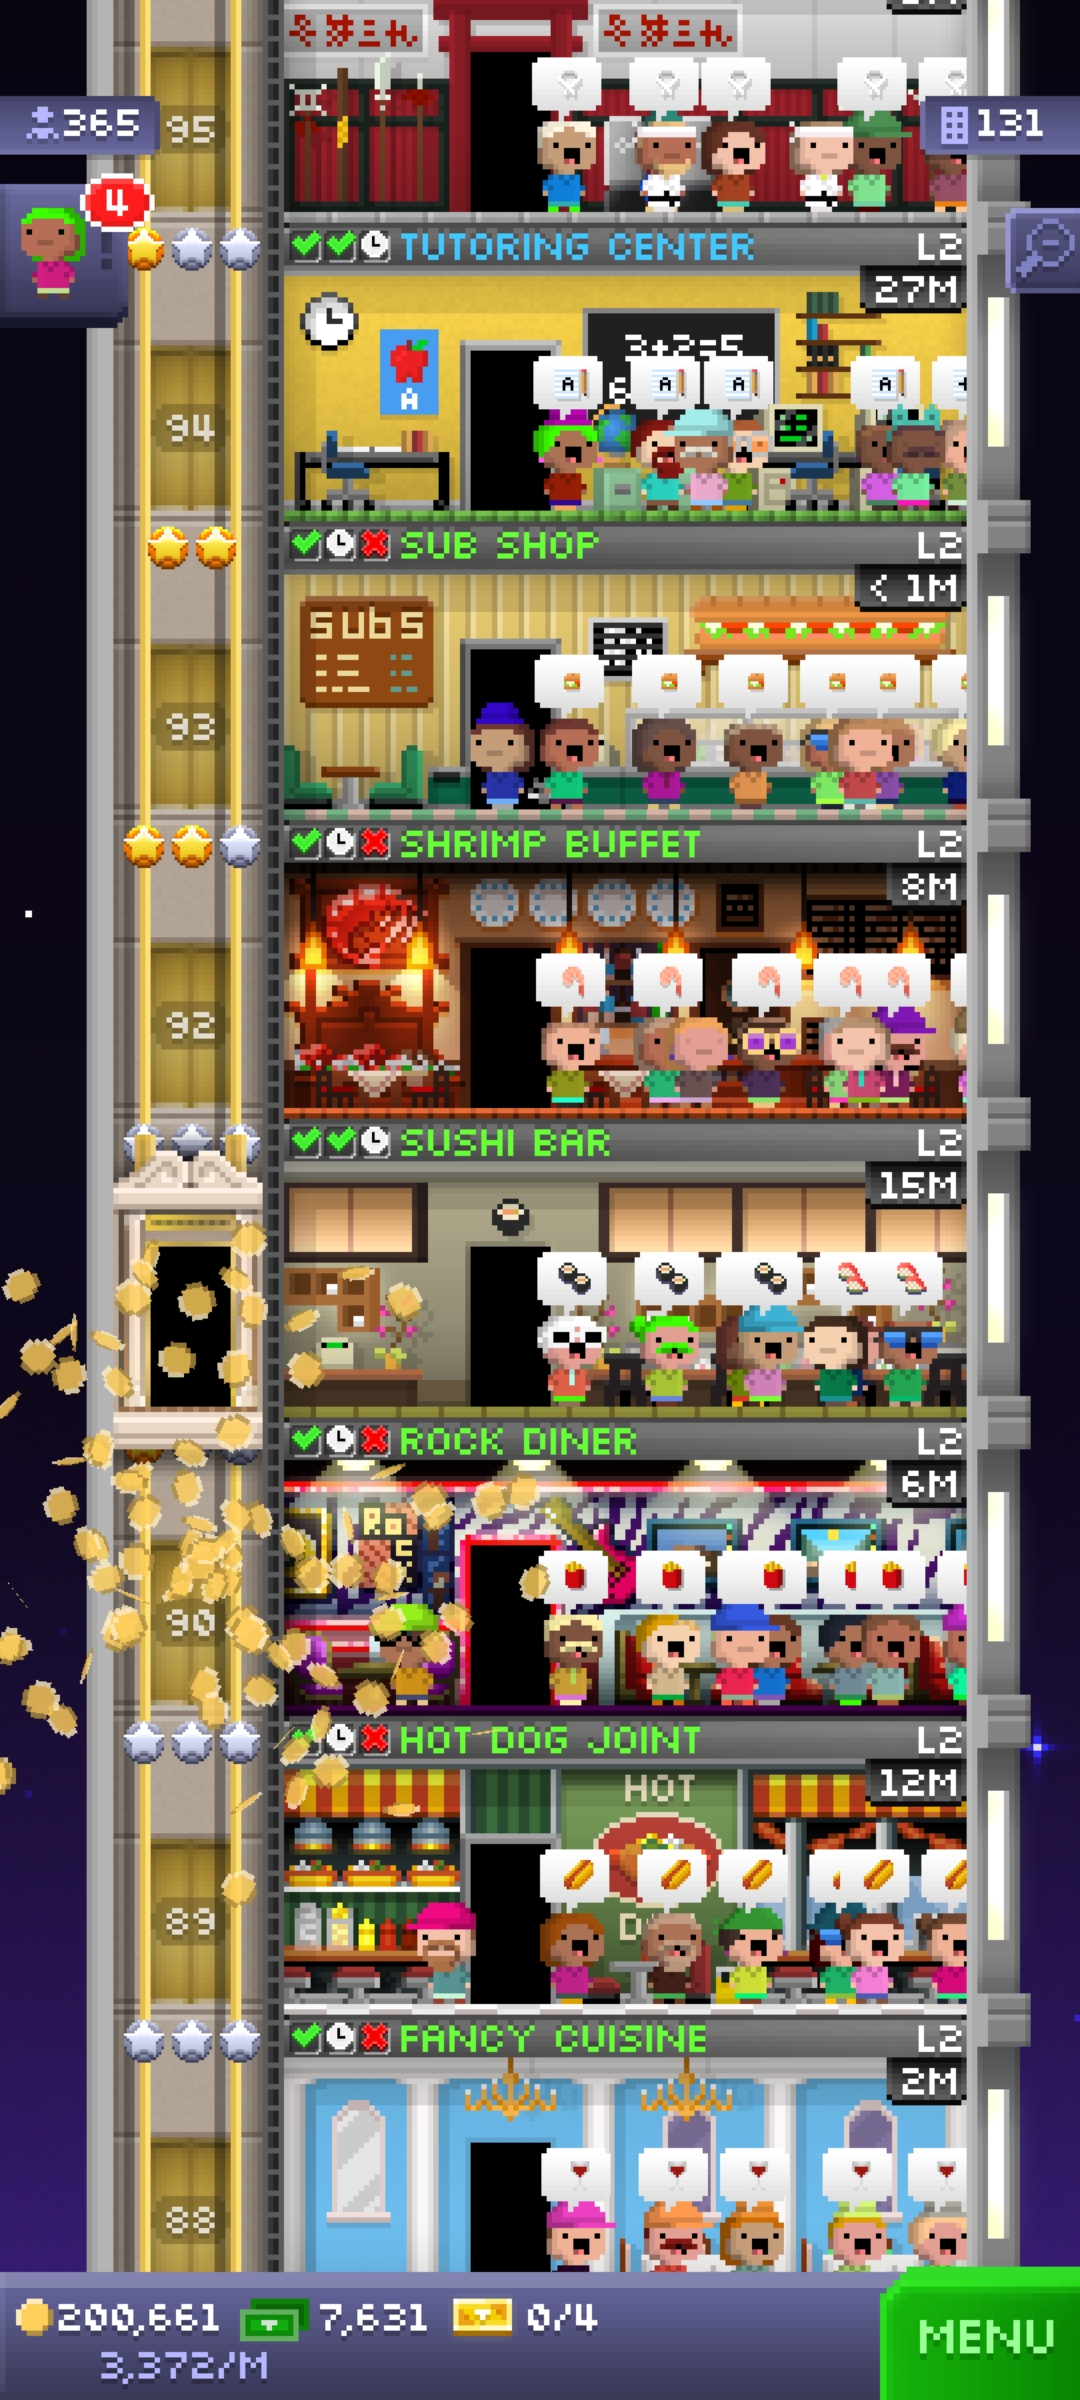 365
95
131
4
TUTORING CENTER L2
27M
3+2=5
6
A
A A A A
94
SUB SHOP L2
< 1M
SUBS
93
SHRIMP BUFFET L2
8M
92
SUSHI BAR L2
15M
ROCK DINER L2
6M
90
HOT DOG JOINT L2
12M
HOT
89
FANCY CUISINE L2
2M
88
200,661 7,631 0/4
3,372/M
MENU